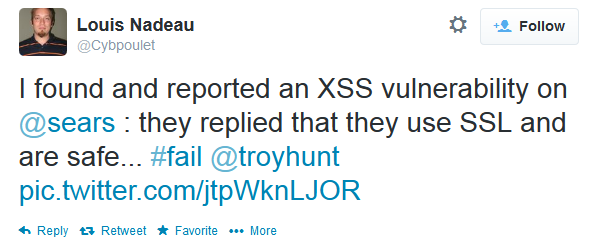 Louis Nadeau
@Cybpoulet
Follow
I found and reported an XSS vulnerability on
@sears : they replied that they use SSL and
are safe... #fail @troyhunt
pic.twitter.com/jtpWknLJOR
Reply Retweet Favorite More